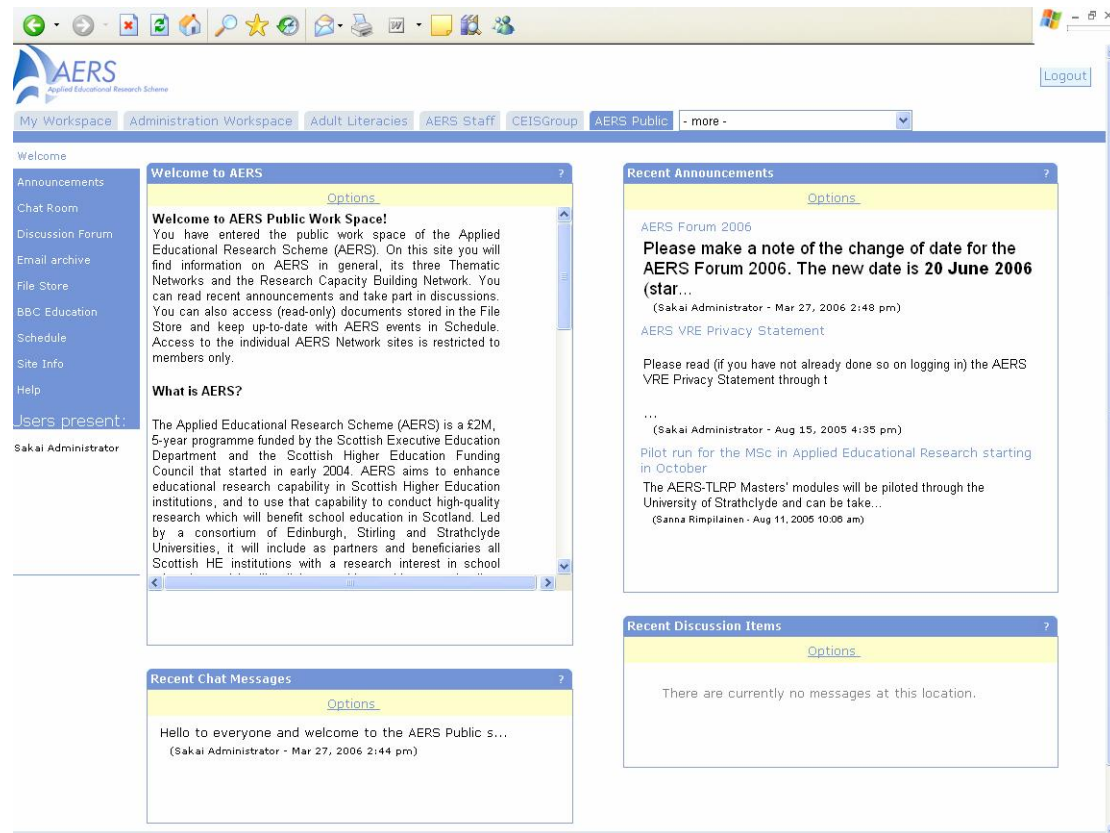 AERS
Applied Educational Research Scheme
Logout
My Workspace
Administration Workspace
Adult Literacies
AERS Staff
CEISGroup
AERS Public
- more -
Welcome
Announcements
Chat Room
Discussion Forum
Email archive
File Store
BBC Education
Schedule
Site Info
Help
Users present:
Sakai Administrator
Welcome to AERS ?
Options
Welcome to AERS Public Work Space!
You have entered the public work space of the Applied
Educational Research Scheme (AERS). On this site you will
find information on AERS in general, its three Thematic
Networks and the Research Capacity Building Network. You
can read recent announcements and take part in discussions.
You can also access (read-only) documents stored in the File
Store and keep up-to-date with AERS events in Schedule.
Access to the individual AERS Network sites is restricted to
members only.
What is AERS?
The Applied Educational Research Scheme (AERS) is a £2M,
5-year programme funded by the Scottish Executive Education
Department and the Scottish Higher Education Funding
Council that started in early 2004. AERS aims to enhance
educational research capability in Scottish Higher Education
institutions, and to use that capability to conduct high-quality
research which will benefit school education in Scotland. Led
by a consortium of Edinburgh, Stirling and Strathclyde
Universities, it will include as partners and beneficiaries all
Scottish HE institutions with a research interest in school
Recent Chat Messages ?
Options
Hello to everyone and welcome to the AERS Public s...
(Sakai Administrator - Mar 27, 2006 2:44 pm)
Recent Announcements ?
Options
AERS Forum 2006
Please make a note of the change of date for the
AERS Forum 2006. The new date is 20 June 2006
(star...
(Sakai Administrator - Mar 27, 2006 2:48 pm)
AERS VRE Privacy Statement
Please read (if you have not already done so on logging in) the AERS
VRE Privacy Statement through t
...
(Sakai Administrator - Aug 15, 2005 4:35 pm)
Pilot run for the MSc in Applied Educational Research starting
in October
The AERS-TLRP Masters' modules will be piloted through the
University of Strathclyde and can be take...
(Sanna Rimpilainen - Aug 11, 2005 10:06 am)
Recent Discussion Items ?
Options
There are currently no messages at this location.